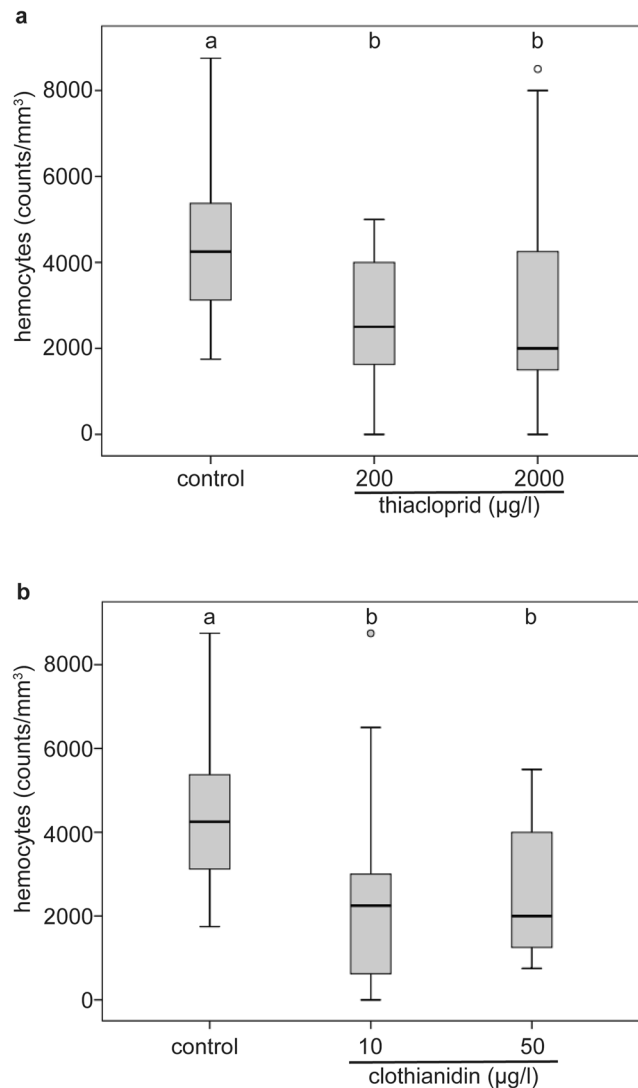 a
a b b
hemocytes (counts/mm³)
8000
6000
4000
2000
0
control 200 2000
thiacloprid (µg/l)
b
a b b
hemocytes (counts/mm³)
8000
6000
4000
2000
0
control 10 50
clothianidin (µg/l)